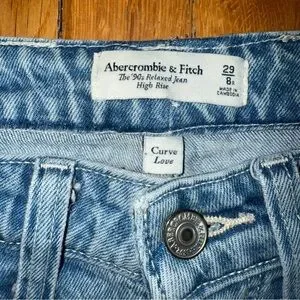 Abercrombie & Fitch
The '90s Relaxed Jean
High Rise
29
8R
MADE IN
CAMBODIA
Curve
Love